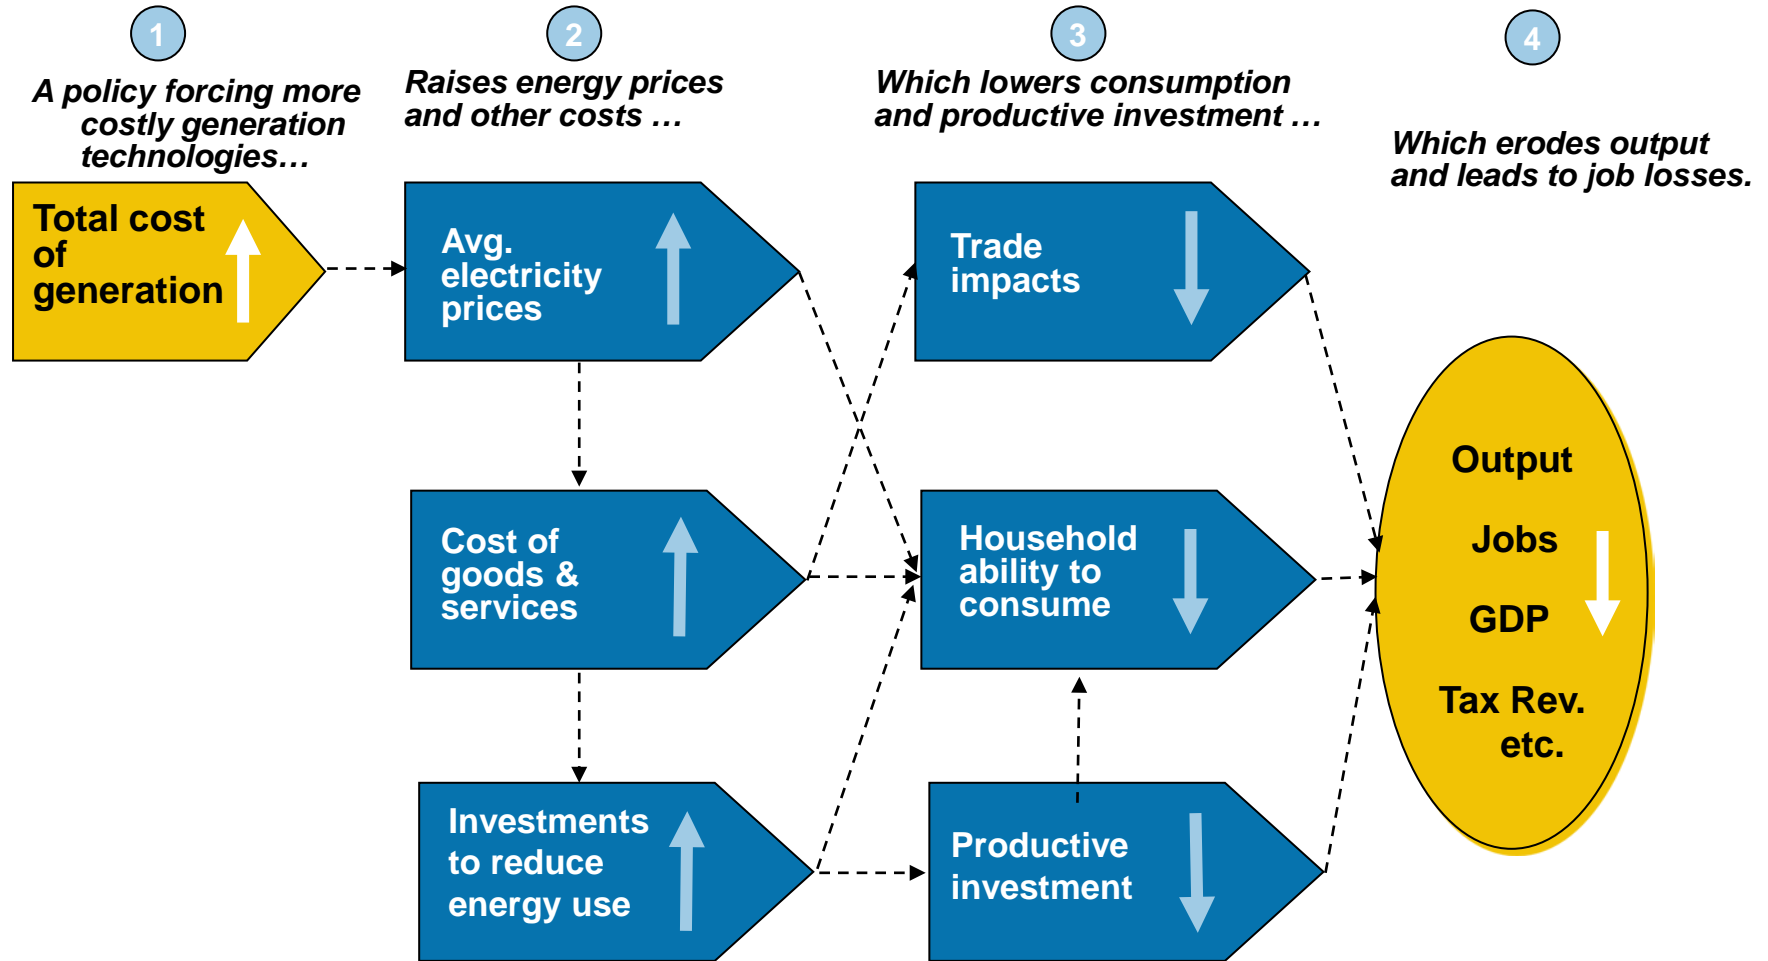 1
A policy forcing more
costly generation
technologies…
2
Raises energy prices
and other costs …
3
Which lowers consumption
and productive investment …
4
Which erodes output
and leads to job losses.
Total cost
of
generation
Avg.
electricity
prices
Trade
impacts
Cost of
goods &
services
Household
ability to
consume
Investments
to reduce
energy use
Productive
investment
Output
Jobs
GDP
Tax Rev.
etc.